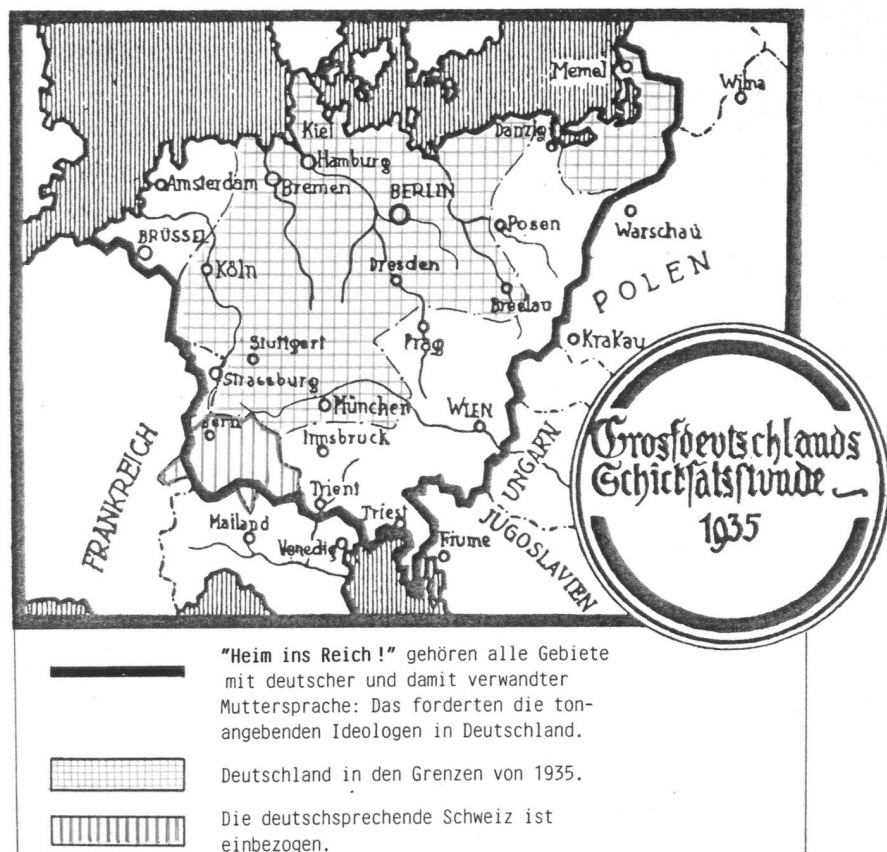 Memel
Wilna
Kiel
Danzig
Hamburg
Amsterdam
Bremen
BERLIN
Posen
Warschau
BRÜSSEL
Köln
Dresden
POLEN
Breslau
Prag
Krakau
Stuttgart
Strassburg
München
WIEN
Bern
Innsbruck
FRANKREICH
UNGARN
Trient
Triest
Mailand
Venedig
Fiume
JUGOSLAVIEN
Grosfdeutschlands
Schicksalsstunde
1935
"Heim ins Reich!" gehören alle Gebiete
mit deutscher und damit verwandter
Muttersprache: Das forderten die ton-
angebenden Ideologen in Deutschland.
Deutschland in den Grenzen von 1935.
Die deutschsprechende Schweiz ist
einbezogen.